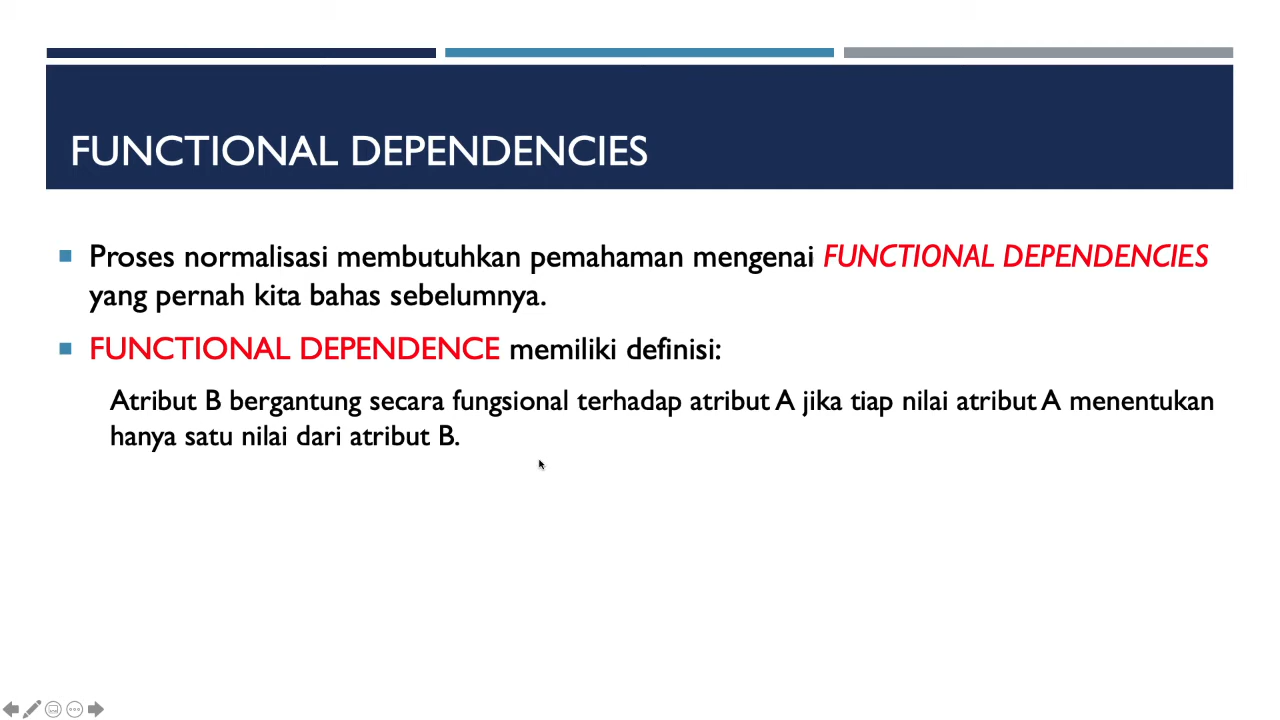 FUNCTIONAL DEPENDENCIES
Proses normalisasi membutuhkan pemahaman mengenai FUNCTIONAL DEPENDENCIES
yang pernah kita bahas sebelumnya.
FUNCTIONAL DEPENDENCE memiliki definisi:
Atribut B bergantung secara fungsional terhadap atribut A jika tiap nilai atribut A menentukan
hanya satu nilai dari atribut B.